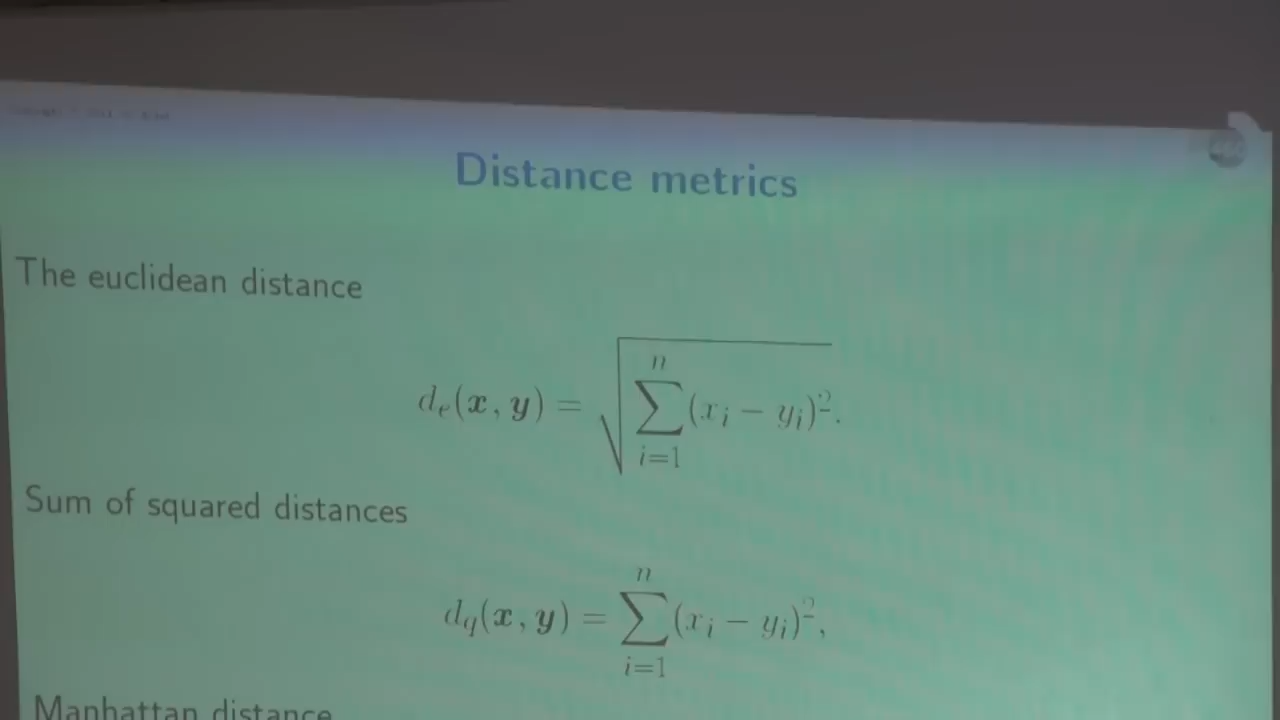 Distance metrics
The euclidean distance
$d_e(\boldsymbol{x}, \boldsymbol{y}) = \sqrt{\sum_{i=1}^{n}(x_i - y_i)^2}.$
Sum of squared distances
$d_q(\boldsymbol{x}, \boldsymbol{y}) = \sum_{i=1}^{n}(x_i - y_i)^2,$
Manhattan distance